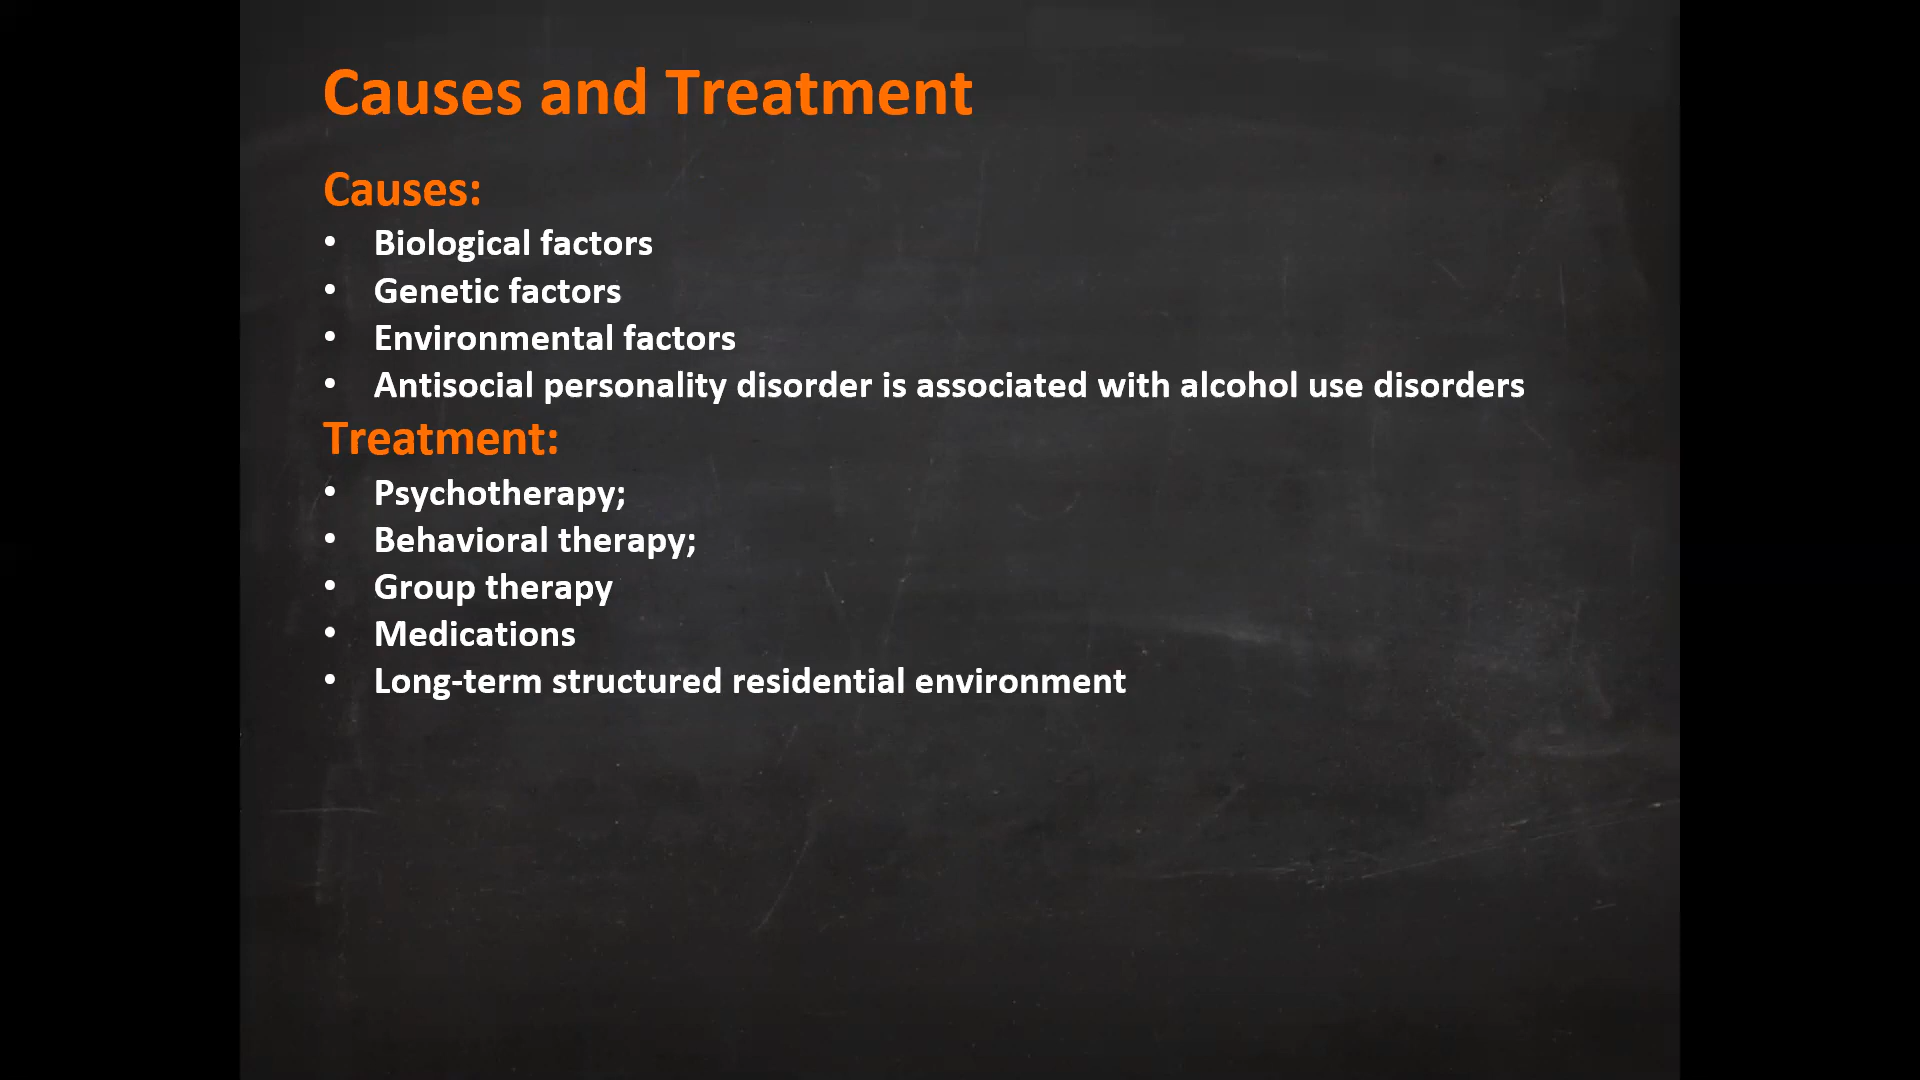 Causes and Treatment
Causes:
• Biological factors
• Genetic factors
• Environmental factors
• Antisocial personality disorder is associated with alcohol use disorders
Treatment:
• Psychotherapy;
• Behavioral therapy;
• Group therapy
• Medications
• Long-term structured residential environment